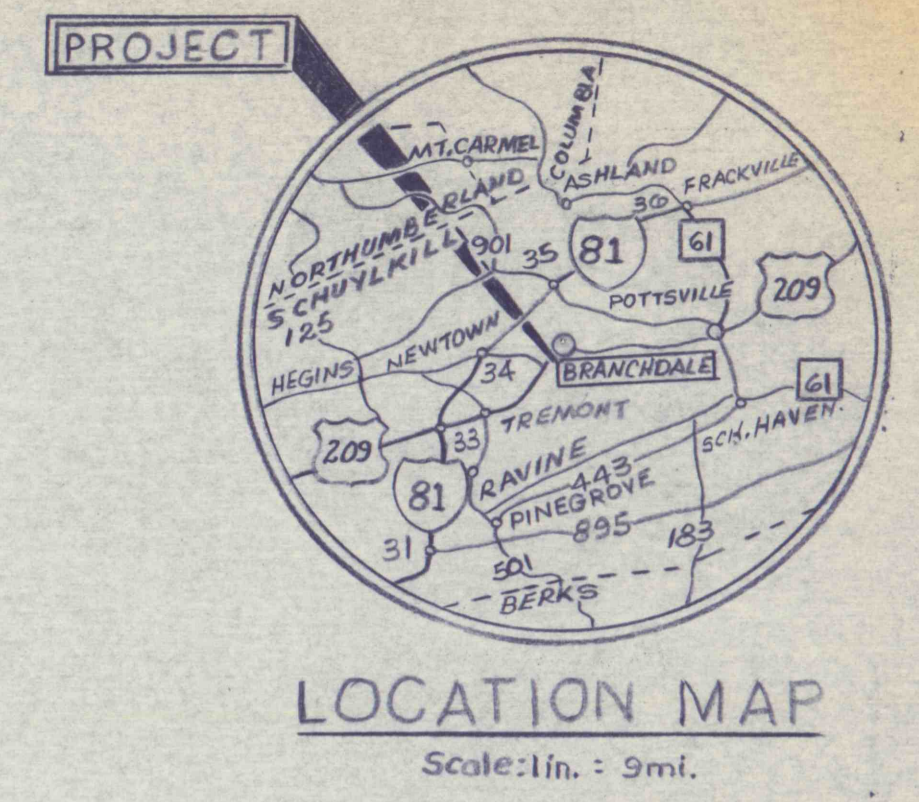 PROJECT
COLUMBIA
MT. CARMEL
ASHLAND
FRACKVILLE
36
NORTHUMBERLAND
SCHUYLKILL
901
35
81
61
125
POTTSVILLE
209
NEWTOWN
HEGINS
34
BRANCHDALE
61
TREMONT
33
SCH. HAVEN.
209
RAVINE
443
81
PINEGROVE
895
183
31
501
BERKS
LOCATION MAP
Scale: 1in. = 9mi.